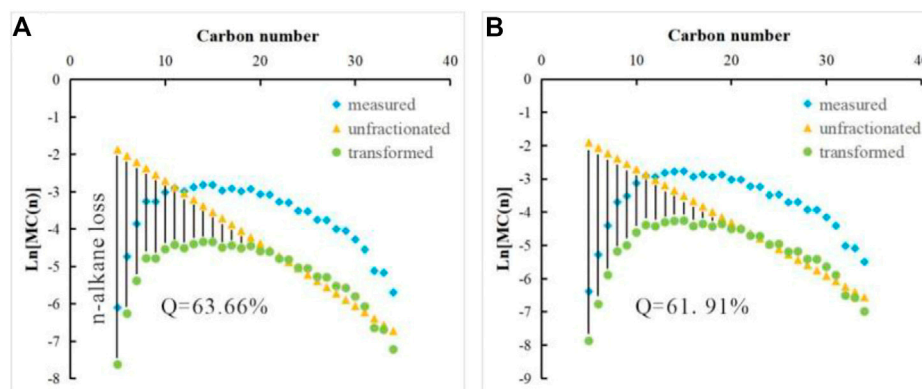 A
Carbon number
0 10 20 30 40
0
-1
-2
-3
-4
-5
-6
-7
-8
Ln[MC(n)]
measured
unfractionated
transformed
n-alkane loss
Q=63.66%
B
Carbon number
0 10 20 30 40
0
-1
-2
-3
-4
-5
-6
-7
-8
-9
Ln[MC(n)]
measured
unfractionated
transformed
Q=61.91%